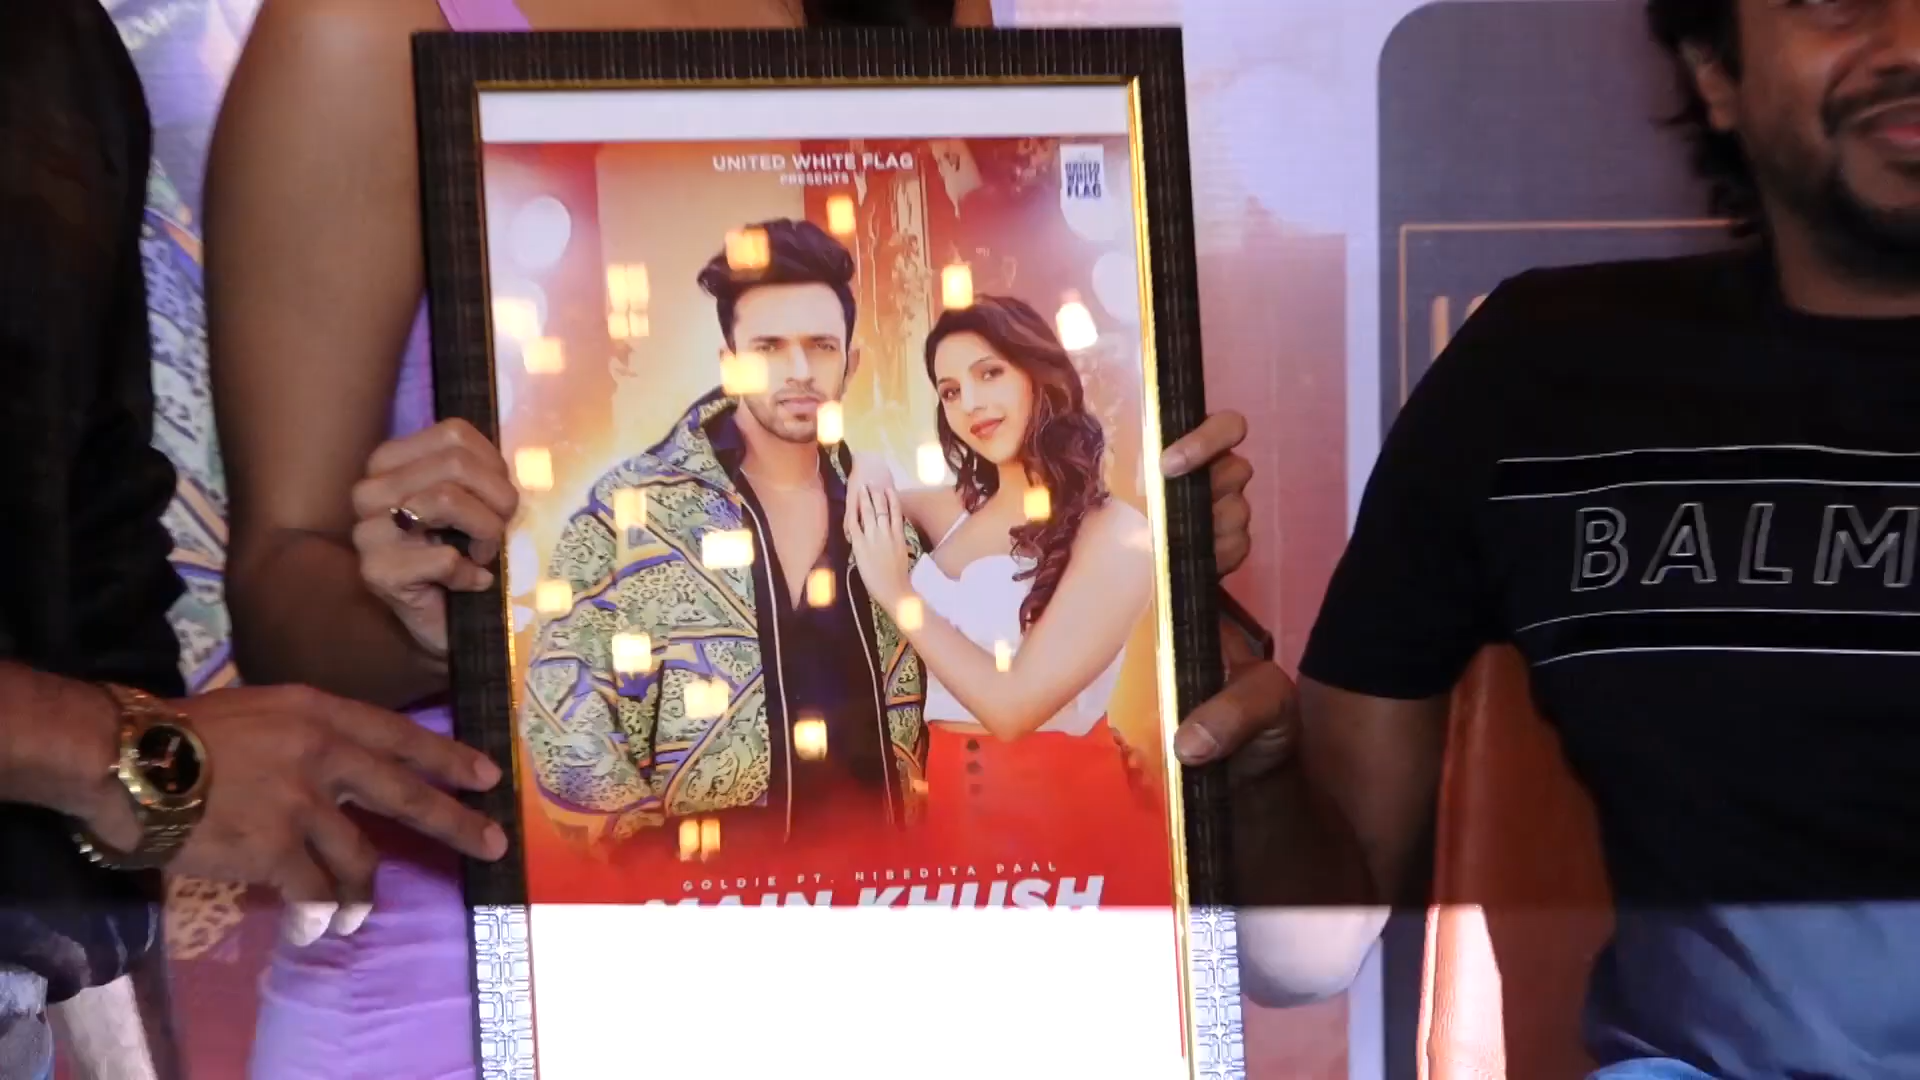 UNITED WHITE FLAG
PRESENTS
UNITED
WHITE
FLAG
GOLDIE FT. NIBEDITA PAAL
MAIN KHUSH
BALM